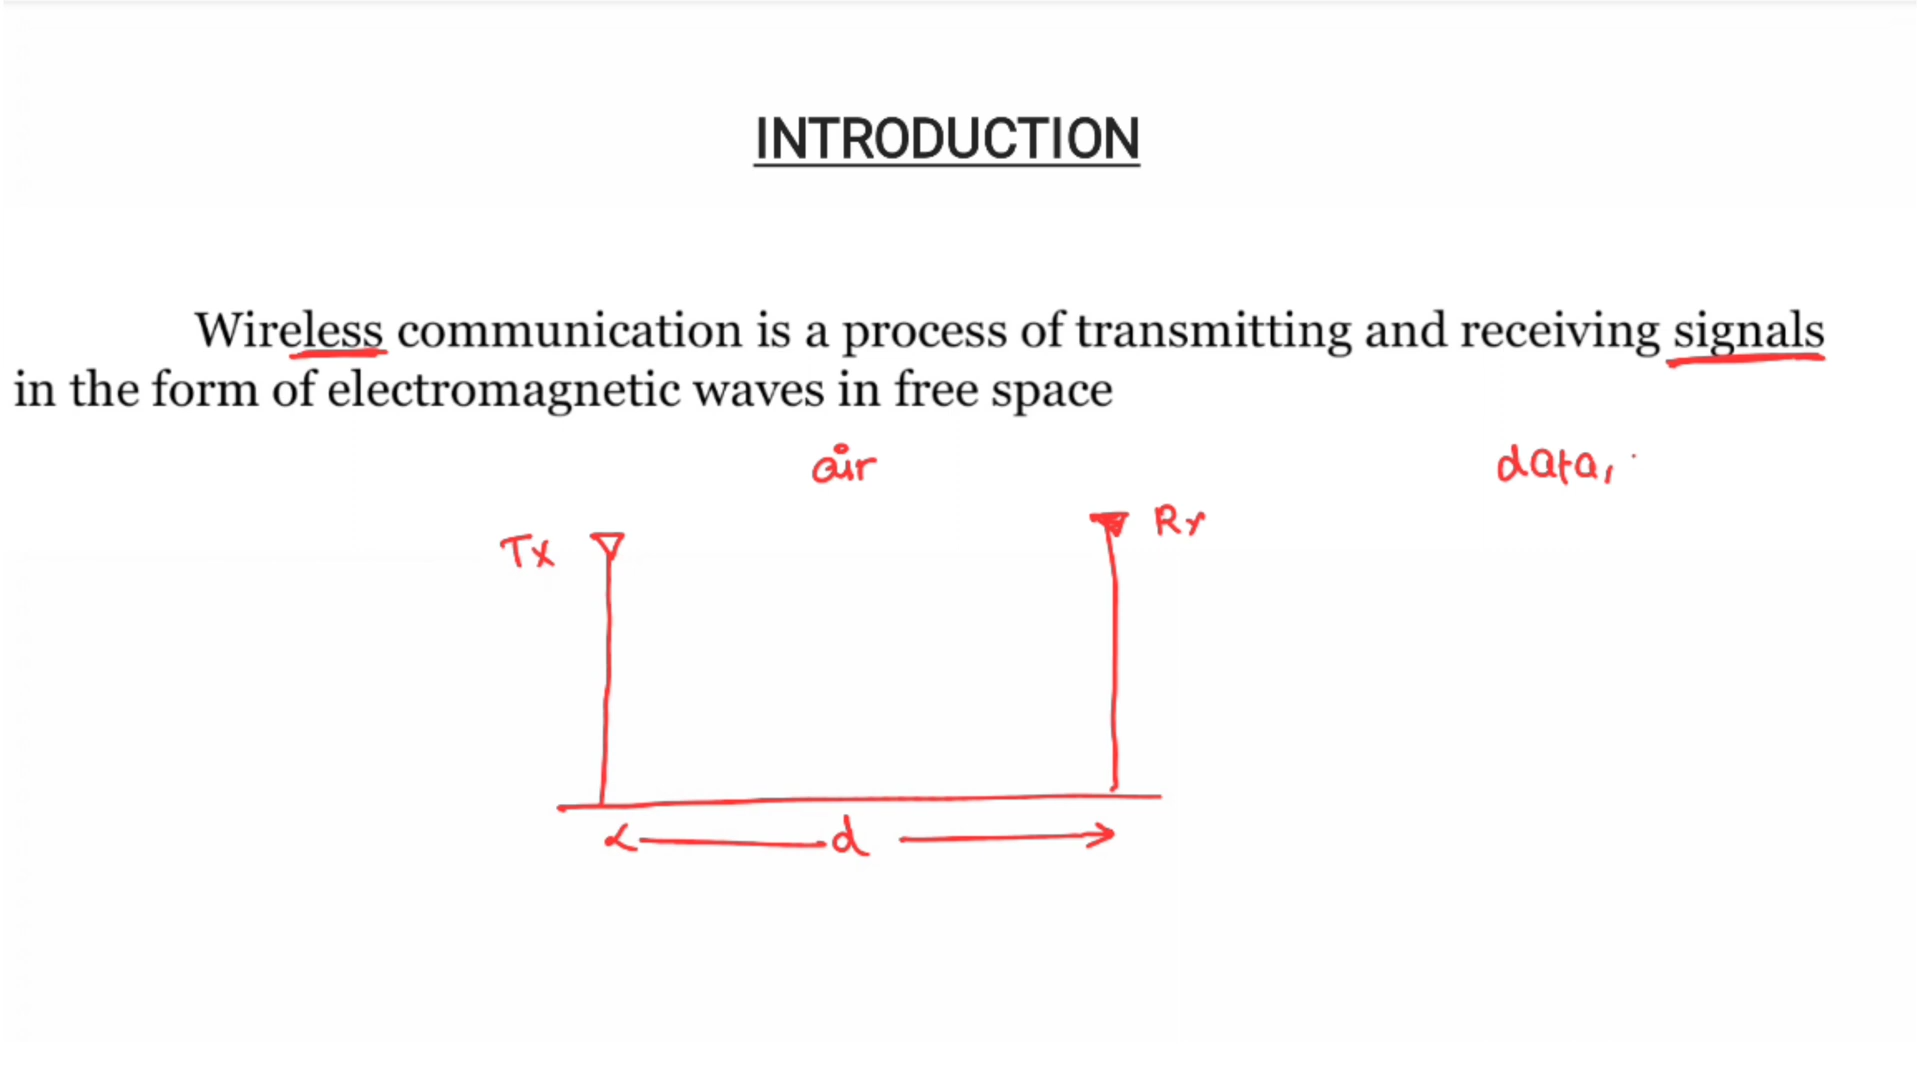 INTRODUCTION
Wireless communication is a process of transmitting and receiving signals
in the form of electromagnetic waves in free space
air
data,
Tx
Rx
d